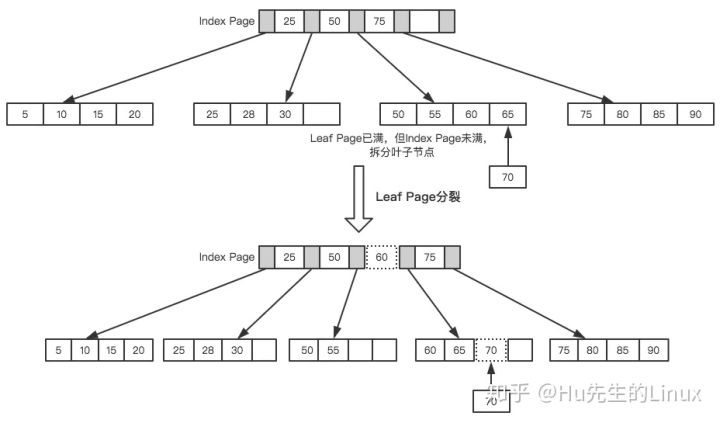 Index Page 25 50 75
5 10 15 20 25 28 30 50 55 60 65 75 80 85 90
Leaf Page已满，但Index Page未满，
拆分叶子节点
70
Leaf Page分裂
Index Page 25 50 60 75
5 10 15 20 25 28 30 50 55 60 65 70 75 80 85 90
70
知乎 @Hu先生的Linux